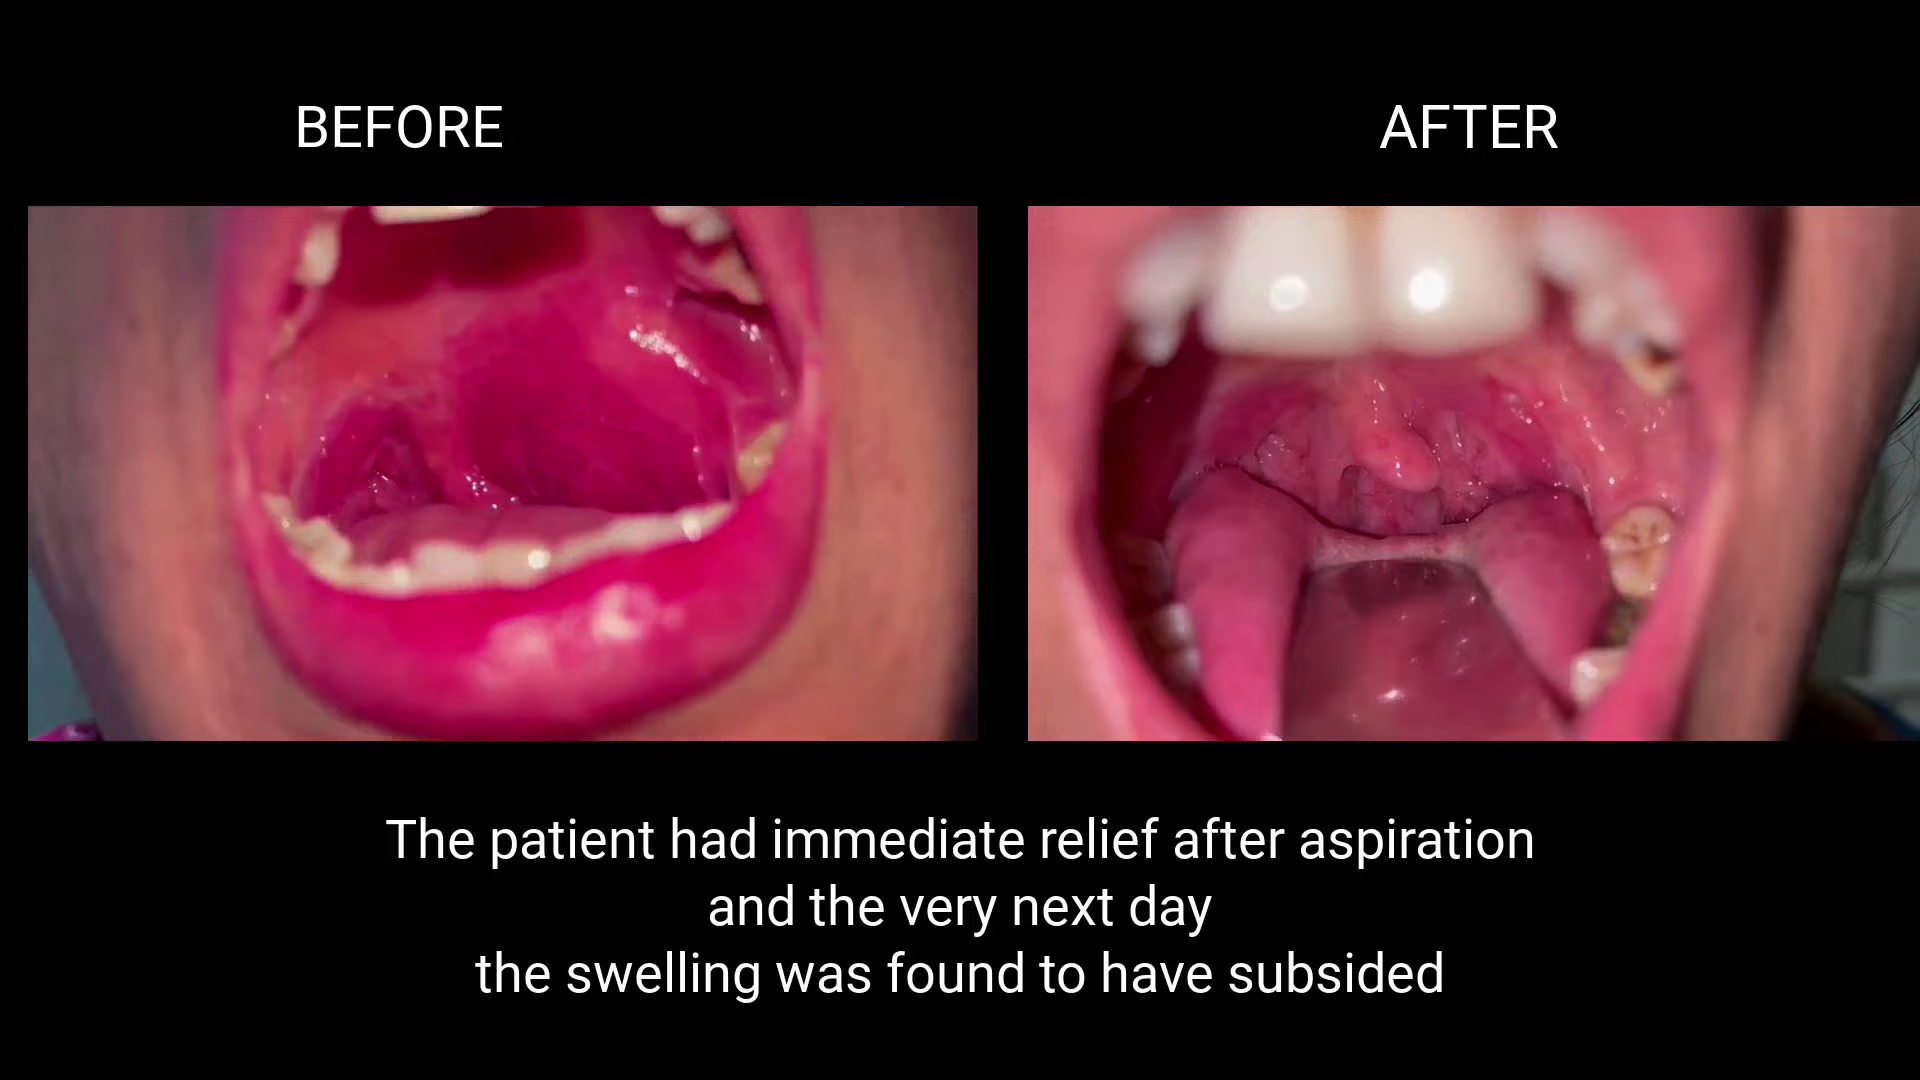 BEFORE
AFTER
The patient had immediate relief after aspiration
and the very next day
the swelling was found to have subsided